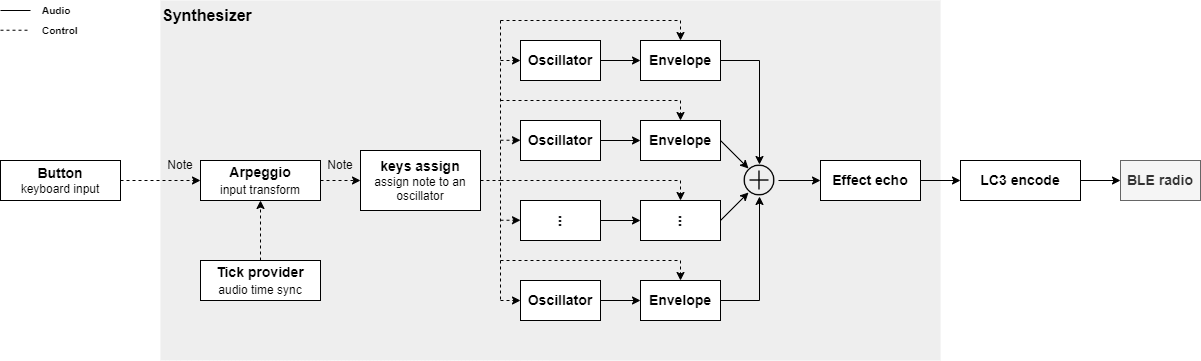 Audio
Control
Synthesizer
Oscillator
Envelope
Oscillator
Envelope
Button
keyboard input
Note
Arpeggio
input transform
Note
keys assign
assign note to an
oscillator
Effect echo
LC3 encode
BLE radio
...
...
Tick provider
audio time sync
Oscillator
Envelope